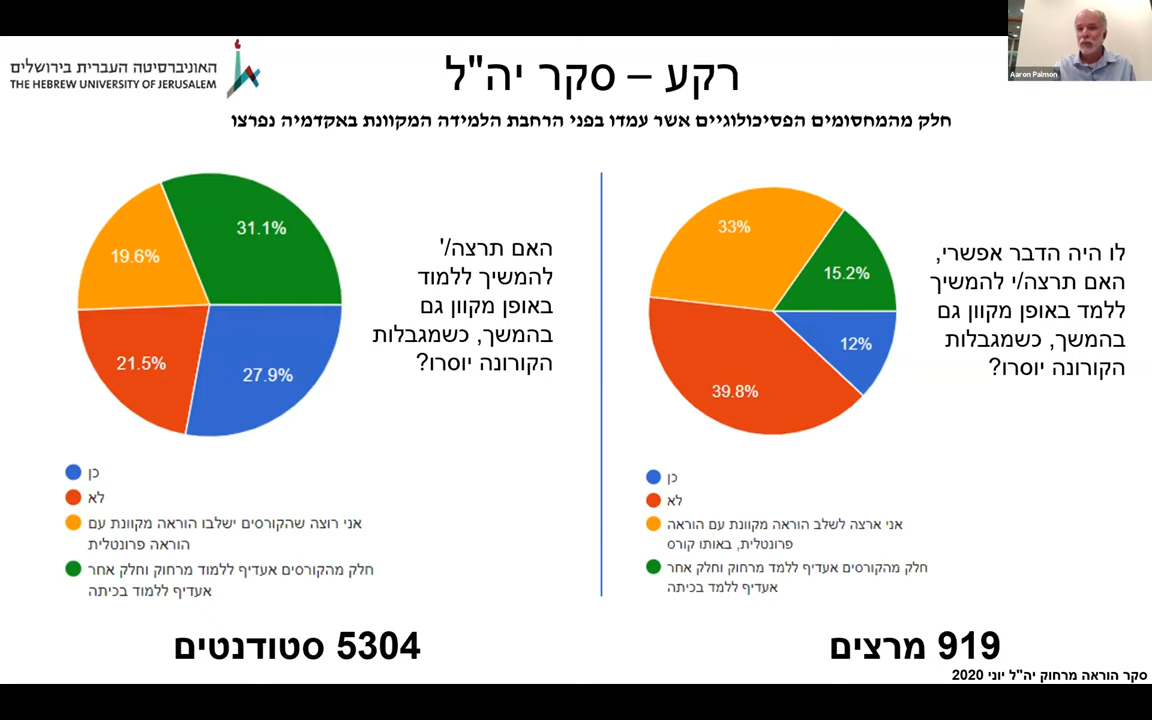 האוניברסיטה העברית בירושלים
THE HEBREW UNIVERSITY OF JERUSALEM
Aaron Palmon
רקע – סקר יה"ל
חלק מהמחסומים הפסיכולוגיים אשר עמדו בפני הרחבת הלמידה המקוונת באקדמיה נפרצו
לו היה הדבר אפשרי,
האם תרצה/י להמשיך
ללמד באופן מקוון גם
בהמשך, כשמגבלות
הקורונה יוסרו?
33%
15.2%
12%
39.8%
כן
לא
אני ארצה לשלב הוראה מקוונת עם הוראה
פרונטלית, באותו קורס
חלק מהקורסים אעדיף ללמד מרחוק וחלק אחר
אעדיף ללמד בכיתה
919 מרצים
האם תרצה/'
להמשיך ללמוד
באופן מקוון גם
בהמשך, כשמגבלות
הקורונה יוסרו?
31.1%
19.6%
21.5%
27.9%
כן
לא
אני רוצה שהקורסים ישלבו הוראה מקוונת עם
הוראה פרונטלית
חלק מהקורסים אעדיף ללמוד מרחוק וחלק אחר
אעדיף ללמוד בכיתה
5304 סטודנטים
סקר הוראה מרחוק יה"ל יוני 2020